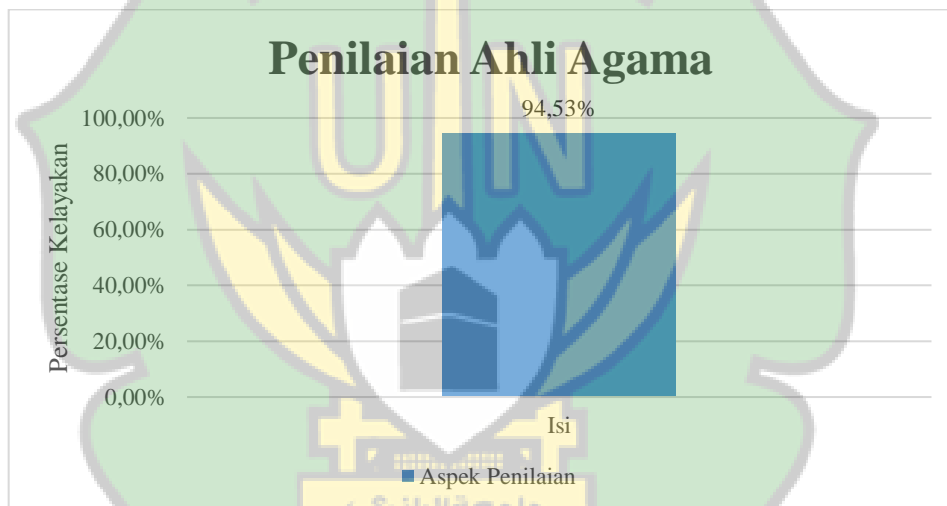 Penilaian Ahli Agama
94,53%
100,00%
80,00%
60,00%
40,00%
20,00%
0,00%
Persentase Kelayakan
Isi
Aspek Penilaian
UIN